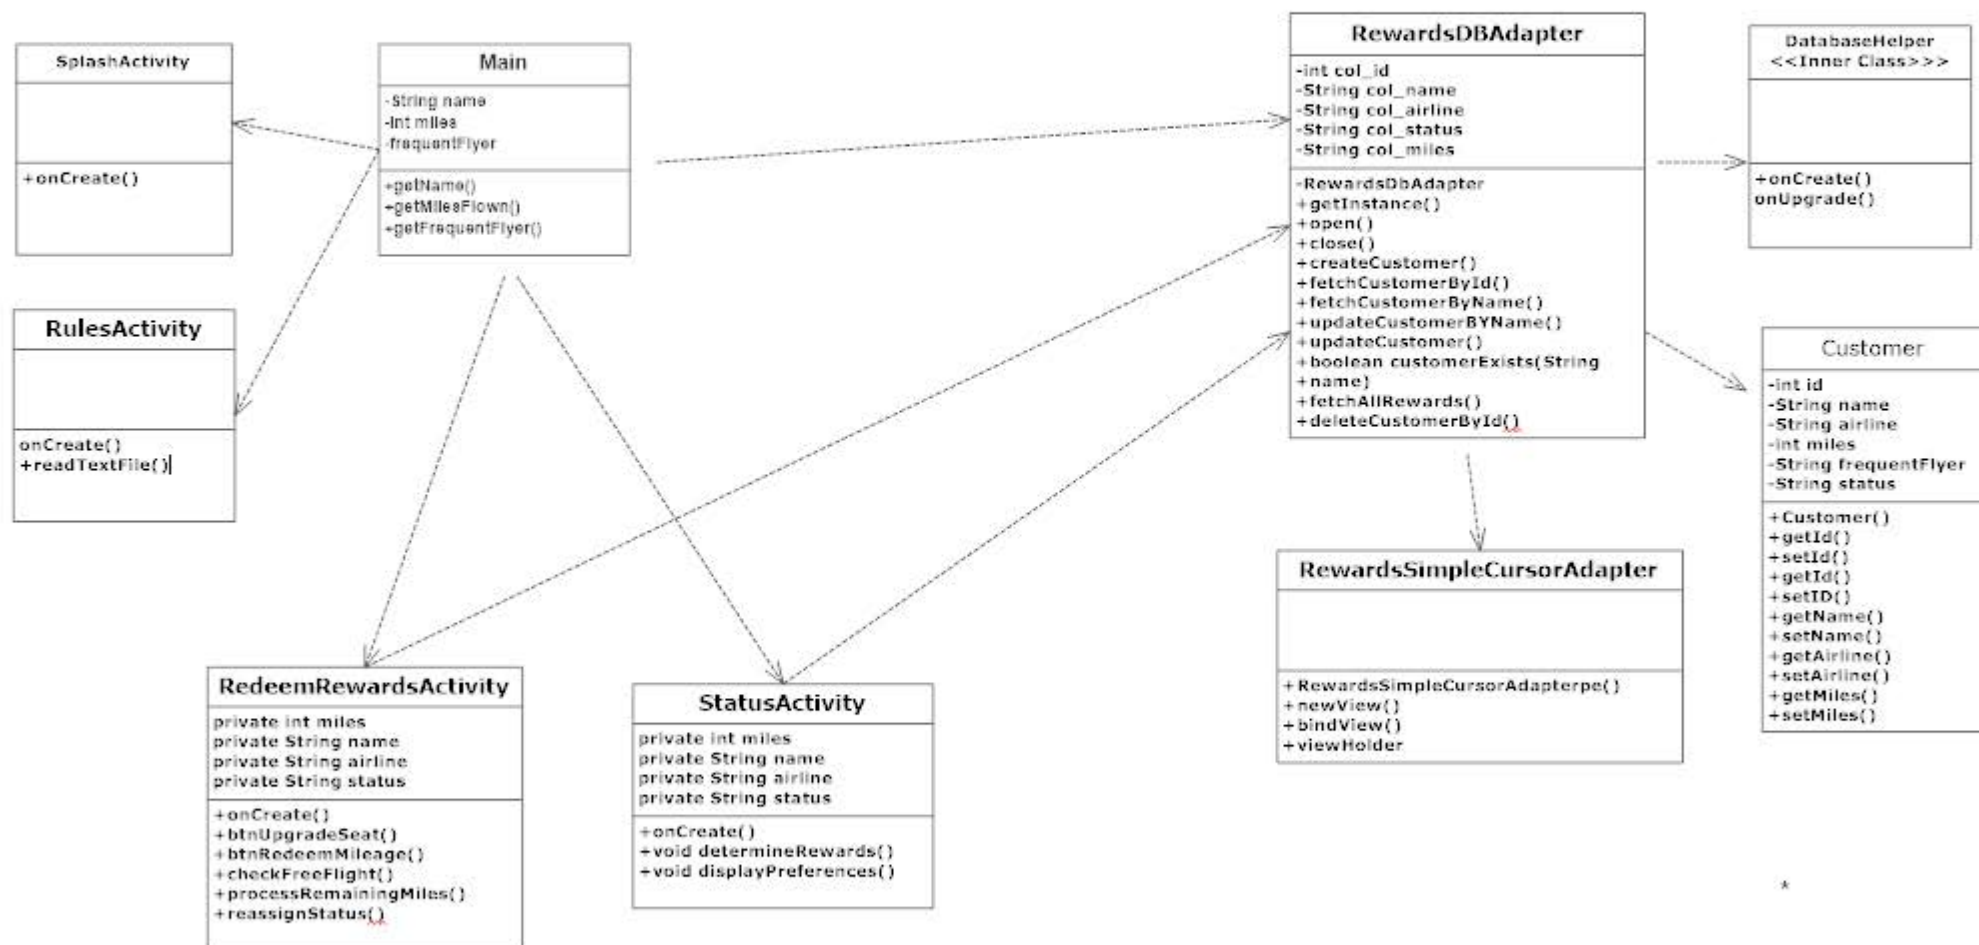 SplashActivity
+onCreate()
Main
-String name
-int miles
-frequentFlyer
+getName()
+getMilesFlown()
+getFrequentFlyer()
RewardsDBAdapter
-int col_id
-String col_name
-String col_airline
-String col_status
-String col_miles
-RewardsDbAdapter
+getInstance()
+open()
+close()
+createCustomer()
+fetchCustomerById()
+fetchCustomerByName()
+updateCustomerBYName()
+updateCustomer()
+boolean customerExists(String
+name)
+fetchAllRewards()
+deleteCustomerById()
DatabaseHelper
<<Inner Class>>>
+onCreate()
onUpgrade()
RulesActivity
onCreate()
+readTextFile()
Customer
-int id
-String name
-String airline
-int miles
-String frequentFlyer
-String status
+Customer()
+getId()
+setId()
+getId()
+setID()
+getName()
+setName()
+getAirline()
+setAirline()
+getMiles()
+setMiles()
RewardsSimpleCursorAdapter
+RewardsSimpleCursorAdapterpe()
+newView()
+bindView()
+viewHolder
RedeemRewardsActivity
private int miles
private String name
private String airline
private String status
+onCreate()
+btnUpgradeSeat()
+btnRedeemMileage()
+checkFreeFlight()
+processRemainingMiles()
+reassignStatus()
StatusActivity
private int miles
private String name
private String airline
private String status
+onCreate()
+void determineRewards()
+void displayPreferences()
*